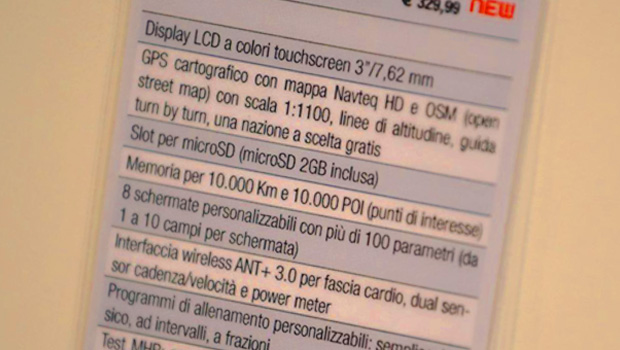 € 329,99 NEW
Display LCD a colori touchscreen 3"/7,62 mm
GPS cartografico con mappa Navteq HD e OSM (open
street map) con scala 1:1100, linee di altitudine, guida
turn by turn, una nazione a scelta gratis
Slot per microSD (microSD 2GB inclusa)
Memoria per 10.000 Km e 10.000 POI (punti di interesse)
8 schermate personalizzabili con più di 100 parametri (da
1 a 10 campi per schermata)
Interfaccia wireless ANT+ 3.0 per fascia cardio, dual sen-
sor cadenza/velocità e power meter
Programmi di allenamento personalizzabili: semplic
sico, ad intervalli, a frazioni
Test MHR